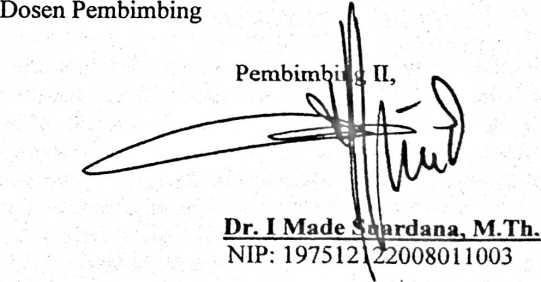 Dosen Pembimbing
Pembimbing II,
Dr. I Made Suardana, M.Th.
NIP: 197512122008011003